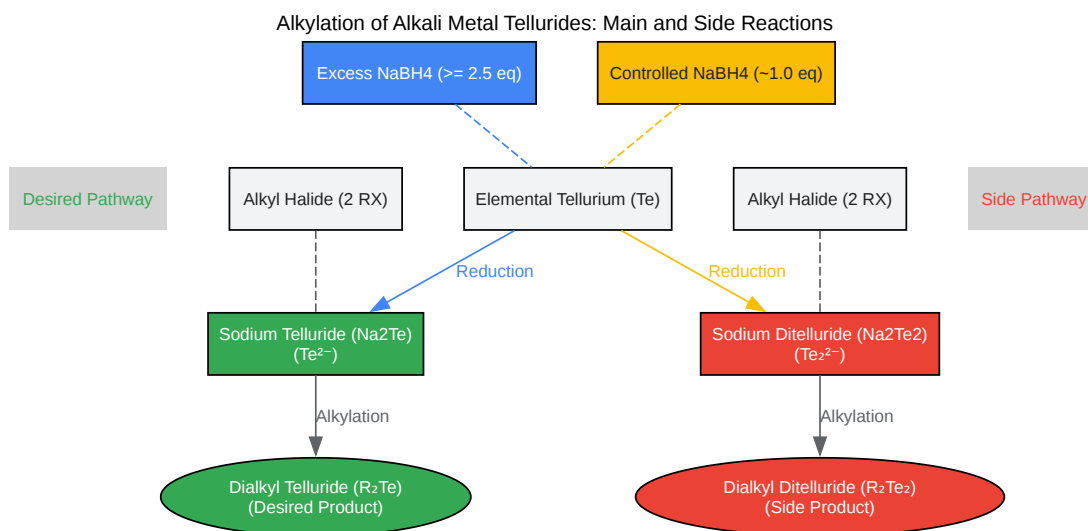 Alkylation of Alkali Metal Tellurides: Main and Side Reactions
Excess NaBH4 (>= 2.5 eq)
Controlled NaBH4 (~1.0 eq)
Desired Pathway
Alkyl Halide (2 RX)
Elemental Tellurium (Te)
Alkyl Halide (2 RX)
Side Pathway
Reduction
Reduction
Sodium Telluride (Na2Te)
(Te²⁻)
Sodium Ditelluride (Na2Te2)
(Te₂²⁻)
Alkylation
Alkylation
Dialkyl Telluride (R₂Te)
(Desired Product)
Dialkyl Ditelluride (R₂Te₂)
(Side Product)